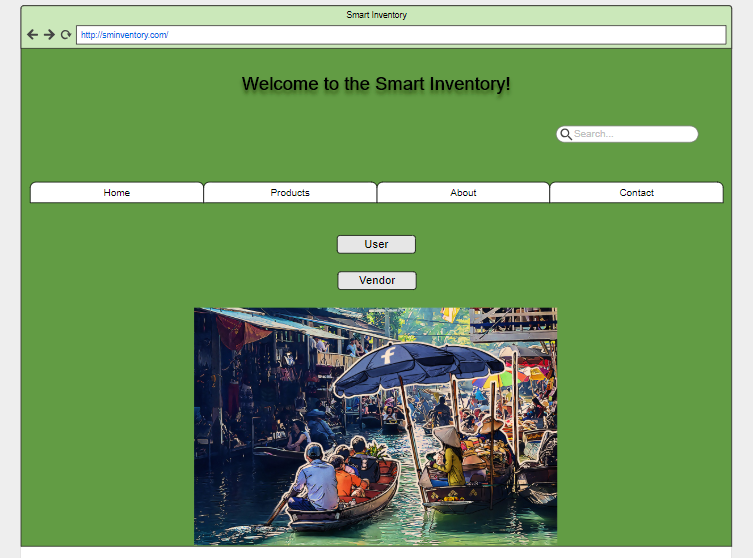 Smart Inventory
http://sminventory.com/
Welcome to the Smart Inventory!
Search...
Home Products About Contact
User
Vendor
f